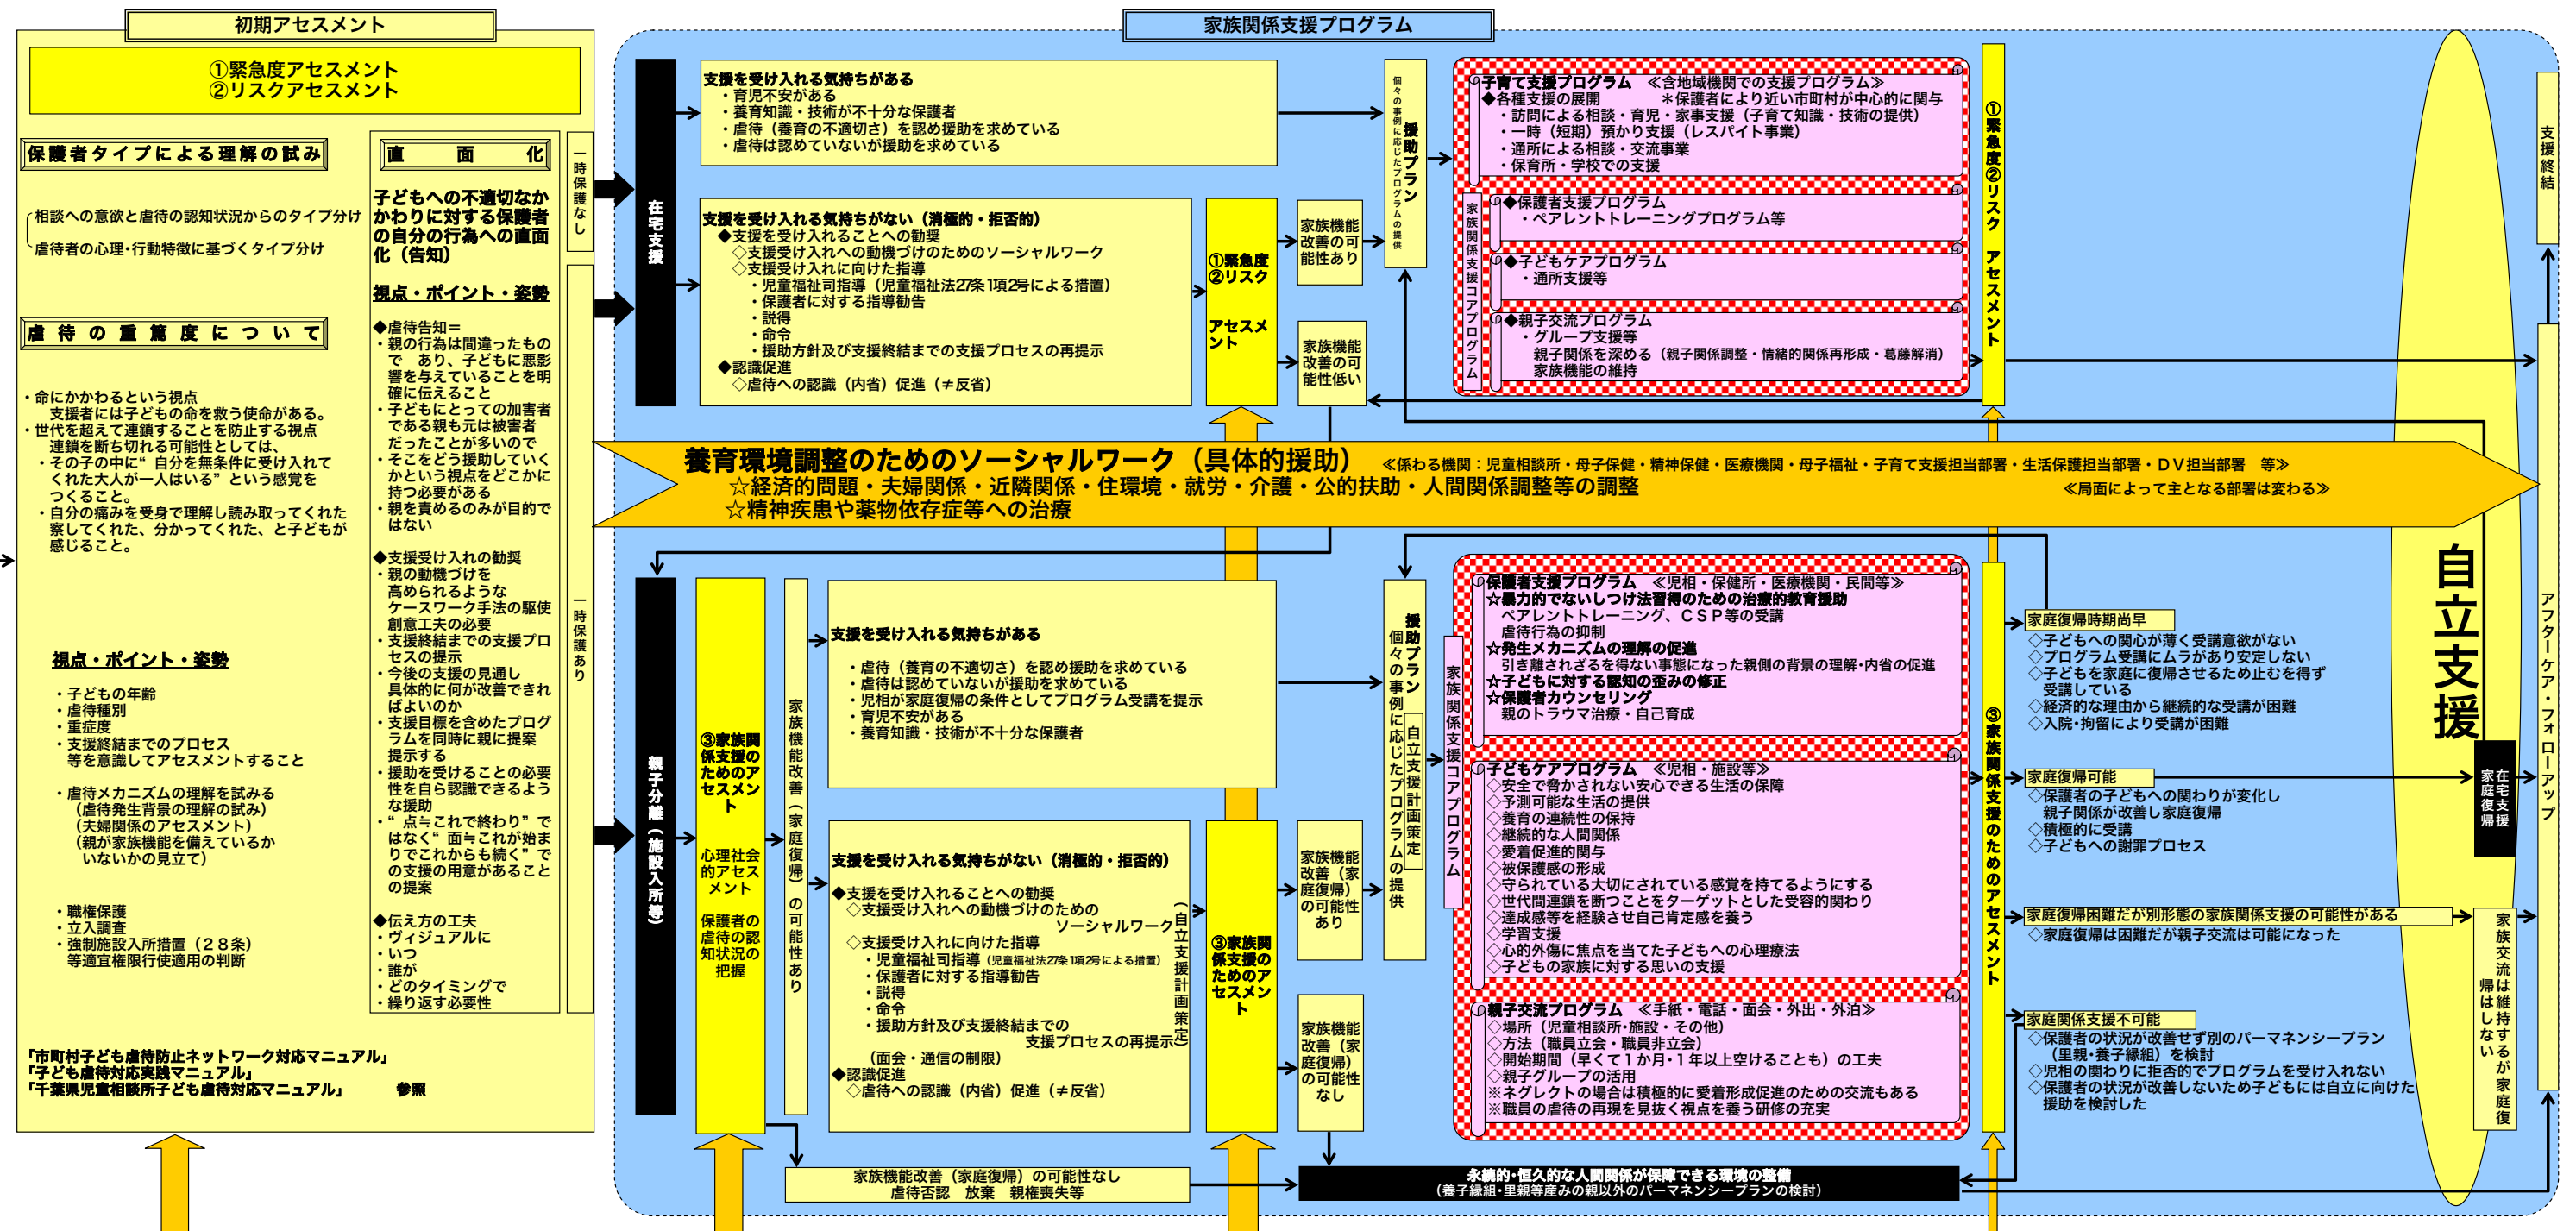 初期アセスメント
①緊急度アセスメント
②リスクアセスメント
保護者タイプによる理解の試み
相談への意欲と虐待の認知状況からのタイプ分け
虐待者の心理・行動特徴に基づくタイプ分け
虐待の重篤度について
・命にかかわるという視点
支援者には子どもの命を救う使命がある。
・世代を超えて連鎖することを防止する視点
連鎖を断ち切れる可能性としては、
・その子の中に“自分を無条件に受け入れて
くれた大人が一人はいる”という感覚を
つくること。
・自分の痛みを受身で理解し読み取ってくれた
察してくれた、分かってくれた、と子どもが
感じること。
視点・ポイント・姿勢
・子どもの年齢
・虐待種別
・重症度
・支援終結までのプロセス
等を意識してアセスメントすること
・虐待メカニズムの理解を試みる
（虐待発生背景の理解の試み）
（夫婦関係のアセスメント）
（親が家族機能を備えているか
いないかの見立て）
・職権保護
・立入調査
・強制施設入所措置（２８条）
等適宜権限行使適用の判断
「市町村子ども虐待防止ネットワーク対応マニュアル」
「子ども虐待対応実践マニュアル」
「千葉県児童相談所子ども虐待対応マニュアル」　参照
直面化
子どもへの不適切なか
かわりに対する保護者
の自分の行為への直面
化（告知）
視点・ポイント・姿勢
◆虐待告知＝
・親の行為は間違ったもの
で　あり、子どもに悪影
響を与えていることを明
確に伝えること
・子どもにとっての加害者
である親も元は被害者
だったことが多いので
・そこをどう援助していく
かという視点をどこかに
持つ必要がある
・親を責めるのみが目的で
はない
◆支援受け入れの勧奨
・親の動機づけを
高められるような
ケースワーク手法の駆使
創意工夫の必要
・支援終結までの支援プロ
セスの提示
・今後の支援の見通し
具体的に何が改善できれ
ばよいのか
・支援目標を含めたプログ
ラムを同時に親に提案
提示する
・援助を受けることの必要
性を自ら認識できるよう
な援助
・“点≒これで終わり”で
はなく“面≒これが始ま
りでこれからも続く”で
の支援の用意があること
の提案
◆伝え方の工夫
・ヴィジュアルに
・いつ
・誰が
・どのタイミングで
・繰り返す必要性
一時保護なし
一時保護あり
家族関係支援プログラム
在宅支援
支援を受け入れる気持ちがある
・育児不安がある
・養育知識・技術が不十分な保護者
・虐待（養育の不適切さ）を認め援助を求めている
・虐待は認めていないが援助を求めている
支援を受け入れる気持ちがない（消極的・拒否的）
◆支援を受け入れることへの勧奨
◇支援受け入れへの動機づけのためのソーシャルワーク
◇支援受け入れに向けた指導
・児童福祉司指導（児童福祉法27条1項2号による措置）
・保護者に対する指導勧告
・説得
・命令
・援助方針及び支援終結までの支援プロセスの再提示
◆認識促進
◇虐待への認識（内省）促進（≠反省）
①緊急度
②リスク
アセスメ
ント
家族機能
改善の可
能性あり
家族機能
改善の可
能性低い
援助プラン
個々の事例に応じたプログラムの提供
子育て支援プログラム　≪含地域機関での支援プログラム≫
◆各種支援の展開　＊保護者により近い市町村が中心的に関与
・訪問による相談・育児・家事支援（子育て知識・技術の提供）
・一時（短期）預かり支援（レスパイト事業）
・通所による相談・交流事業
・保育所・学校での支援
家族関係支援コアプログラム
◆保護者支援プログラム
・ペアレントトレーニングプログラム等
◆子どもケアプログラム
・通所支援等
◆親子交流プログラム
・グループ支援等
親子関係を深める（親子関係調整・情緒的関係再形成・葛藤解消）
家族機能の維持
①緊急度②リスク　アセスメント
支援終結
養育環境調整のためのソーシャルワーク（具体的援助）　≪係わる機関：児童相談所・母子保健・精神保健・医療機関・母子福祉・子育て支援担当部署・生活保護担当部署・ＤＶ担当部署　等≫
☆経済的問題・夫婦関係・近隣関係・住環境・就労・介護・公的扶助・人間関係調整等の調整　≪局面によって主となる部署は変わる≫
☆精神疾患や薬物依存症等への治療
自立支援
親子分離（施設入所等）
③家族関
係支援の
ためのア
セスメン
ト
心理社会
的アセス
メント
保護者の
虐待の認
知状況の
把握
家族機能改善（家庭復帰）の可能性あり
支援を受け入れる気持ちがある
・虐待（養育の不適切さ）を認め援助を求めている
・虐待は認めていないが援助を求めている
・児相が家庭復帰の条件としてプログラム受講を提示
・育児不安がある
・養育知識・技術が不十分な保護者
支援を受け入れる気持ちがない（消極的・拒否的）
◆支援を受け入れることへの勧奨
◇支援受け入れへの動機づけのための
ソーシャルワーク
◇支援受け入れに向けた指導
・児童福祉司指導（児童福祉法27条1項2号による措置）
・保護者に対する指導勧告
・説得
・命令
・援助方針及び支援終結までの
支援プロセスの再提示
（面会・通信の制限）
◆認識促進
◇虐待への認識（内省）促進（≠反省）
（自立支援計画策定）
③家族関
係支援の
ためのア
セスメン
ト
家族機能
改善（家
庭復帰）
の可能性
あり
家族機能
改善（家
庭復帰）
の可能性
なし
援助プラン
個々の事例に応じたプログラムの提供
自立支援計画策定
家族関係支援コアプログラム
保護者支援プログラム　≪児相・保健所・医療機関・民間等≫
☆暴力的でないしつけ法習得のための治療的教育援助
ペアレントトレーニング、ＣＳＰ等の受講
虐待行為の抑制
☆発生メカニズムの理解の促進
引き離されざるを得ない事態になった親側の背景の理解・内省の促進
☆子どもに対する認知の歪みの修正
☆保護者カウンセリング
親のトラウマ治療・自己育成
子どもケアプログラム　≪児相・施設等≫
◇安全で脅かされない安心できる生活の保障
◇予測可能な生活の提供
◇養育の連続性の保持
◇継続的な人間関係
◇愛着促進的関与
◇被保護感の形成
◇守られている大切にされている感覚を持てるようにする
◇世代間連鎖を断つことをターゲットとした受容的関わり
◇達成感等を経験させ自己肯定感を養う
◇学習支援
◇心的外傷に焦点を当てた子どもへの心理療法
◇子どもの家族に対する思いの支援
親子交流プログラム　≪手紙・電話・面会・外出・外泊≫
◇場所（児童相談所・施設・その他）
◇方法（職員立会・職員非立会）
◇開始期間（早くて１か月・１年以上空けることも）の工夫
◇親子グループの活用
※ネグレクトの場合は積極的に愛着形成促進のための交流もある
※職員の虐待の再現を見抜く視点を養う研修の充実
③家族関係支援のためのアセスメント
家庭復帰時期尚早
◇子どもへの関心が薄く受講意欲がない
◇プログラム受講にムラがあり安定しない
◇子どもを家庭に復帰させるため止むを得ず
受講している
◇経済的な理由から継続的な受講が困難
◇入院・拘留により受講が困難
家庭復帰可能
◇保護者の子どもへの関わりが変化し
親子関係が改善し家庭復帰
◇積極的に受講
◇子どもへの謝罪プロセス
家庭復帰困難だが別形態の家族関係支援の可能性がある
◇家庭復帰は困難だが親子交流は可能になった
家庭関係支援不可能
◇保護者の状況が改善せず別のパーマネンシープラン
（里親・養子縁組）を検討
◇児相の関わりに拒否的でプログラムを受け入れない
◇保護者の状況が改善しないため子どもには自立に向けた
援助を検討した
在宅支援
家庭復帰
家族交流は維持するが家庭復
帰はしない
アフターケア・フォローアップ
家族機能改善（家庭復帰）の可能性なし
虐待否認　放棄　親権喪失等
永続的・恒久的な人間関係が保障できる環境の整備
（養子縁組・里親等産みの親以外のパーマネンシープランの検討）